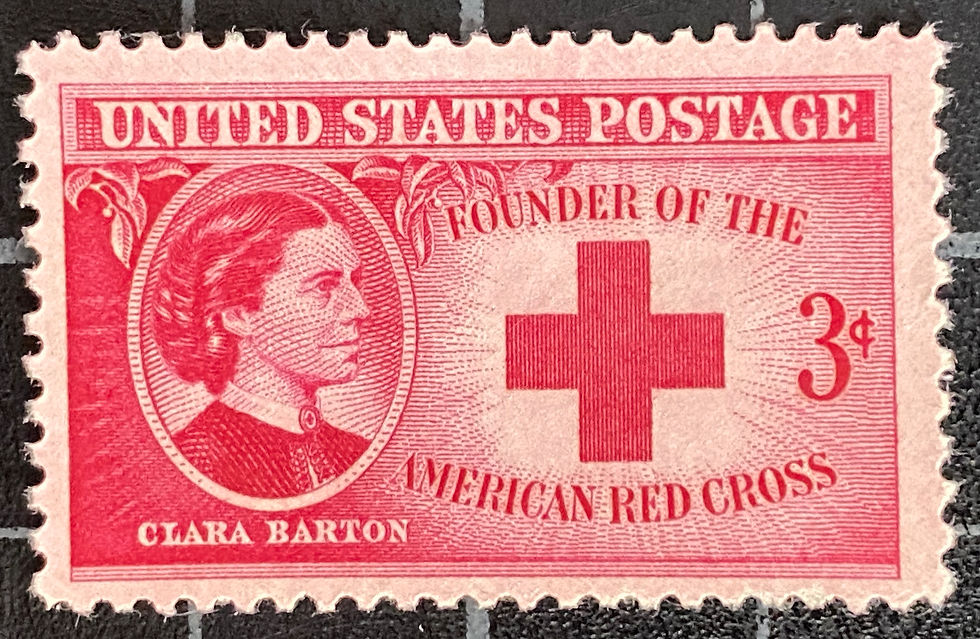 UNITED STATES POSTAGE
FOUNDER OF THE
3¢
AMERICAN RED CROSS
CLARA BARTON